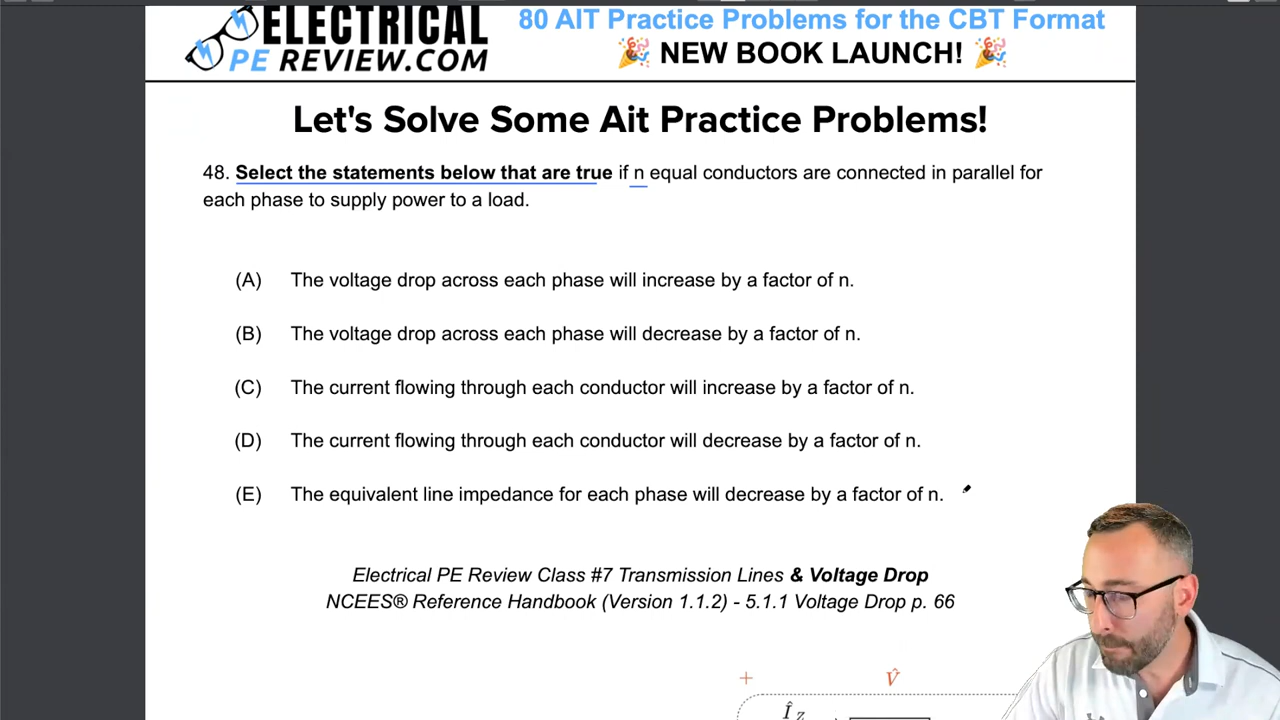 ELECTRICAL
PE REVIEW.COM
80 AIT Practice Problems for the CBT Format
🎉 NEW BOOK LAUNCH! 🎉
Let's Solve Some Ait Practice Problems!
48. Select the statements below that are true if n equal conductors are connected in parallel for
each phase to supply power to a load.
(A) The voltage drop across each phase will increase by a factor of n.
(B) The voltage drop across each phase will decrease by a factor of n.
(C) The current flowing through each conductor will increase by a factor of n.
(D) The current flowing through each conductor will decrease by a factor of n.
(E) The equivalent line impedance for each phase will decrease by a factor of n.
Electrical PE Review Class #7 Transmission Lines & Voltage Drop
NCEES® Reference Handbook (Version 1.1.2) - 5.1.1 Voltage Drop p. 66
+ V̂
Î Z